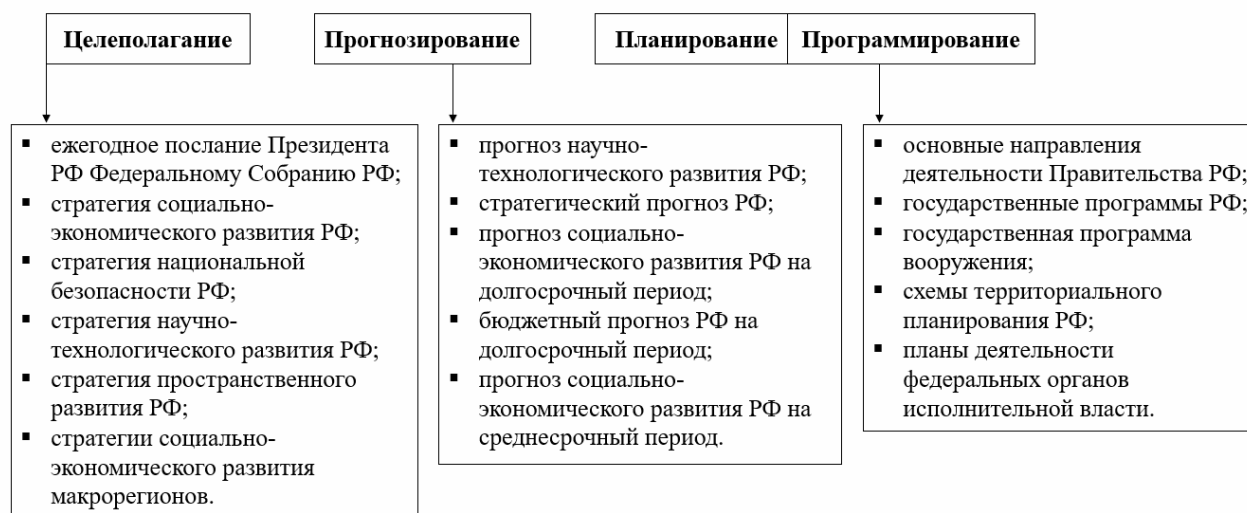 Целеполагание
Прогнозирование
Планирование
Программирование
▪ ежегодное послание Президента
РФ Федеральному Собранию РФ;
▪ стратегия социально-
экономического развития РФ;
▪ стратегия национальной
безопасности РФ;
▪ стратегия научно-
технологического развития РФ;
▪ стратегия пространственного
развития РФ;
▪ стратегии социально-
экономического развития
макрорегионов.
▪ прогноз научно-
технологического развития РФ;
▪ стратегический прогноз РФ;
▪ прогноз социально-
экономического развития РФ на
долгосрочный период;
▪ бюджетный прогноз РФ на
долгосрочный период;
▪ прогноз социально-
экономического развития РФ на
среднесрочный период.
▪ основные направления
деятельности Правительства РФ;
▪ государственные программы РФ;
▪ государственная программа
вооружения;
▪ схемы территориального
планирования РФ;
▪ планы деятельности
федеральных органов
исполнительной власти.